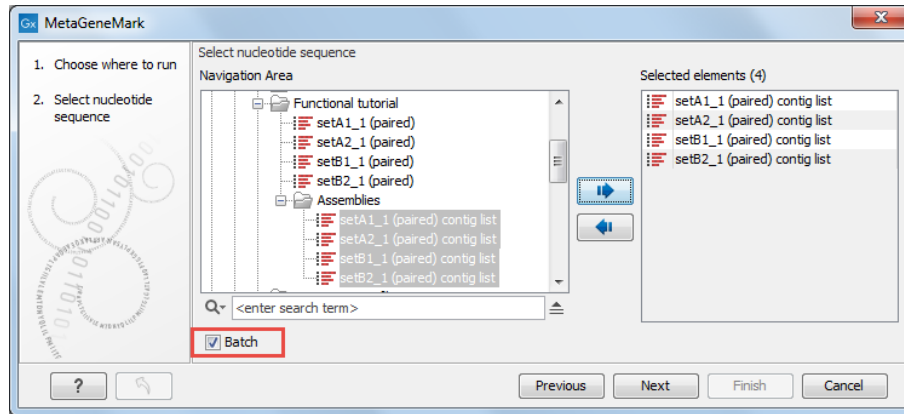 Gx MetaGeneMark
1. Choose where to run
2. Select nucleotide
sequence
Select nucleotide sequence
Navigation Area
Functional tutorial
setA1_1 (paired)
setA2_1 (paired)
setB1_1 (paired)
setB2_1 (paired)
Assemblies
setA1_1 (paired) contig list
setA2_1 (paired) contig list
setB1_1 (paired) contig list
setB2_1 (paired) contig list
<enter search term>
Batch
Selected elements (4)
setA1_1 (paired) contig list
setA2_1 (paired) contig list
setB1_1 (paired) contig list
setB2_1 (paired) contig list
?
Previous
Next
Finish
Cancel